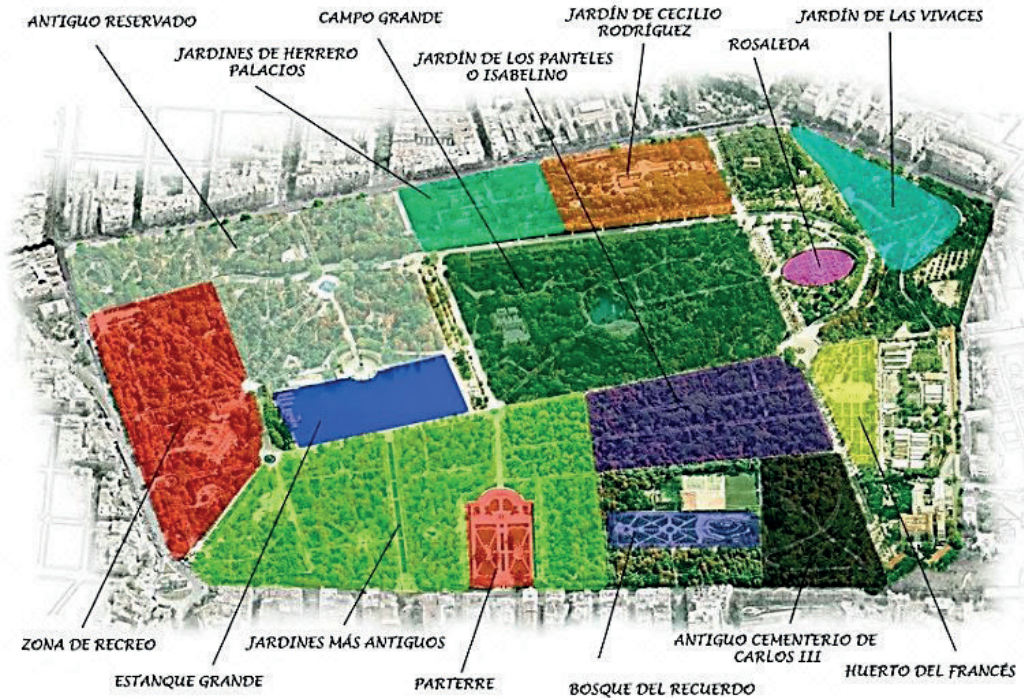 ANTIGUO RESERVADO
CAMPO GRANDE
JARDÍN DE CECILIO
RODRÍGUEZ
JARDÍN DE LAS VIVACES
JARDINES DE HERRERO
PALACIOS
JARDÍN DE LOS PANTELES
O ISABELINO
ROSALEDA
ZONA DE RECREO
JARDINES MÁS ANTIGUOS
ANTIGUO CEMENTERIO DE
CARLOS III
HUERTO DEL FRANCÉS
ESTANQUE GRANDE
PARTERRE
BOSQUE DEL RECUERDO